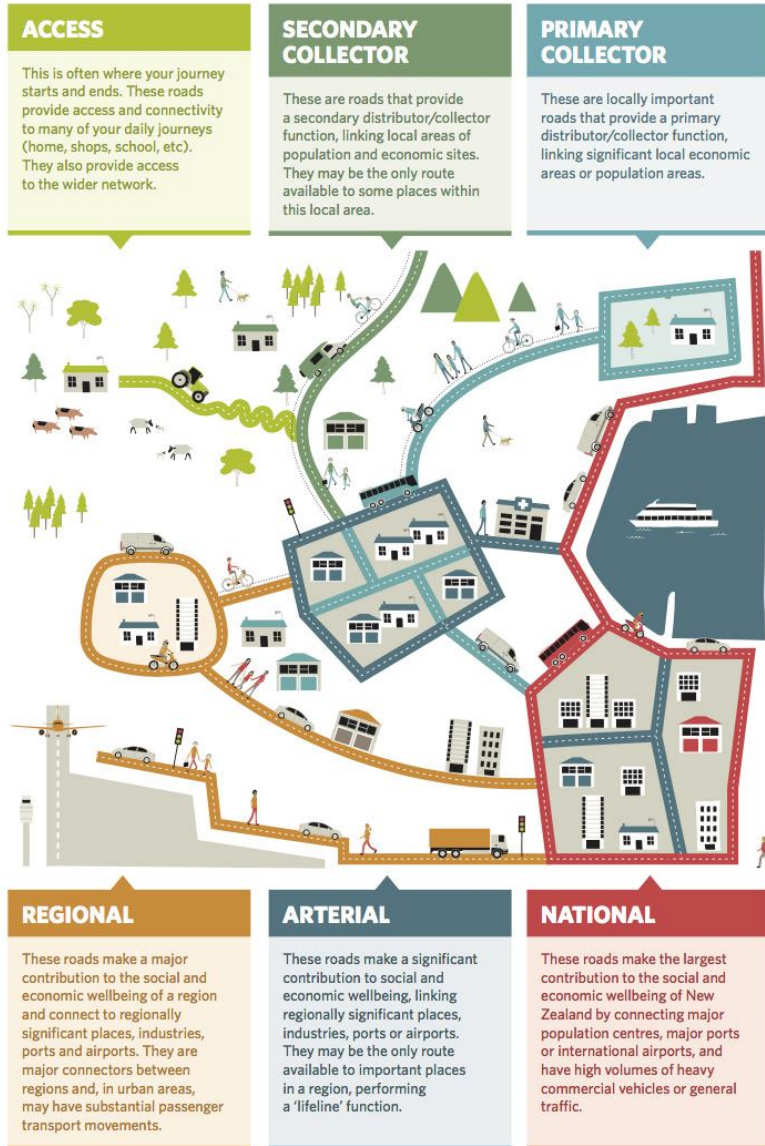 ACCESS
This is often where your journey
starts and ends. These roads
provide access and connectivity
to many of your daily journeys
(home, shops, school, etc).
They also provide access
to the wider network.
SECONDARY
COLLECTOR
These are roads that provide
a secondary distributor/collector
function, linking local areas of
population and economic sites.
They may be the only route
available to some places within
this local area.
PRIMARY
COLLECTOR
These are locally important
roads that provide a primary
distributor/collector function,
linking significant local economic
areas or population areas.
REGIONAL
These roads make a major
contribution to the social and
economic wellbeing of a region
and connect to regionally
significant places, industries,
ports and airports. They are
major connectors between
regions and, in urban areas,
may have substantial passenger
transport movements.
ARTERIAL
These roads make a significant
contribution to social and
economic wellbeing, linking
regionally significant places,
industries, ports or airports.
They may be the only route
available to important places
in a region, performing
a ‘lifeline’ function.
NATIONAL
These roads make the largest
contribution to the social and
economic wellbeing of New
Zealand by connecting major
population centres, major ports
or international airports, and
have high volumes of heavy
commercial vehicles or general
traffic.